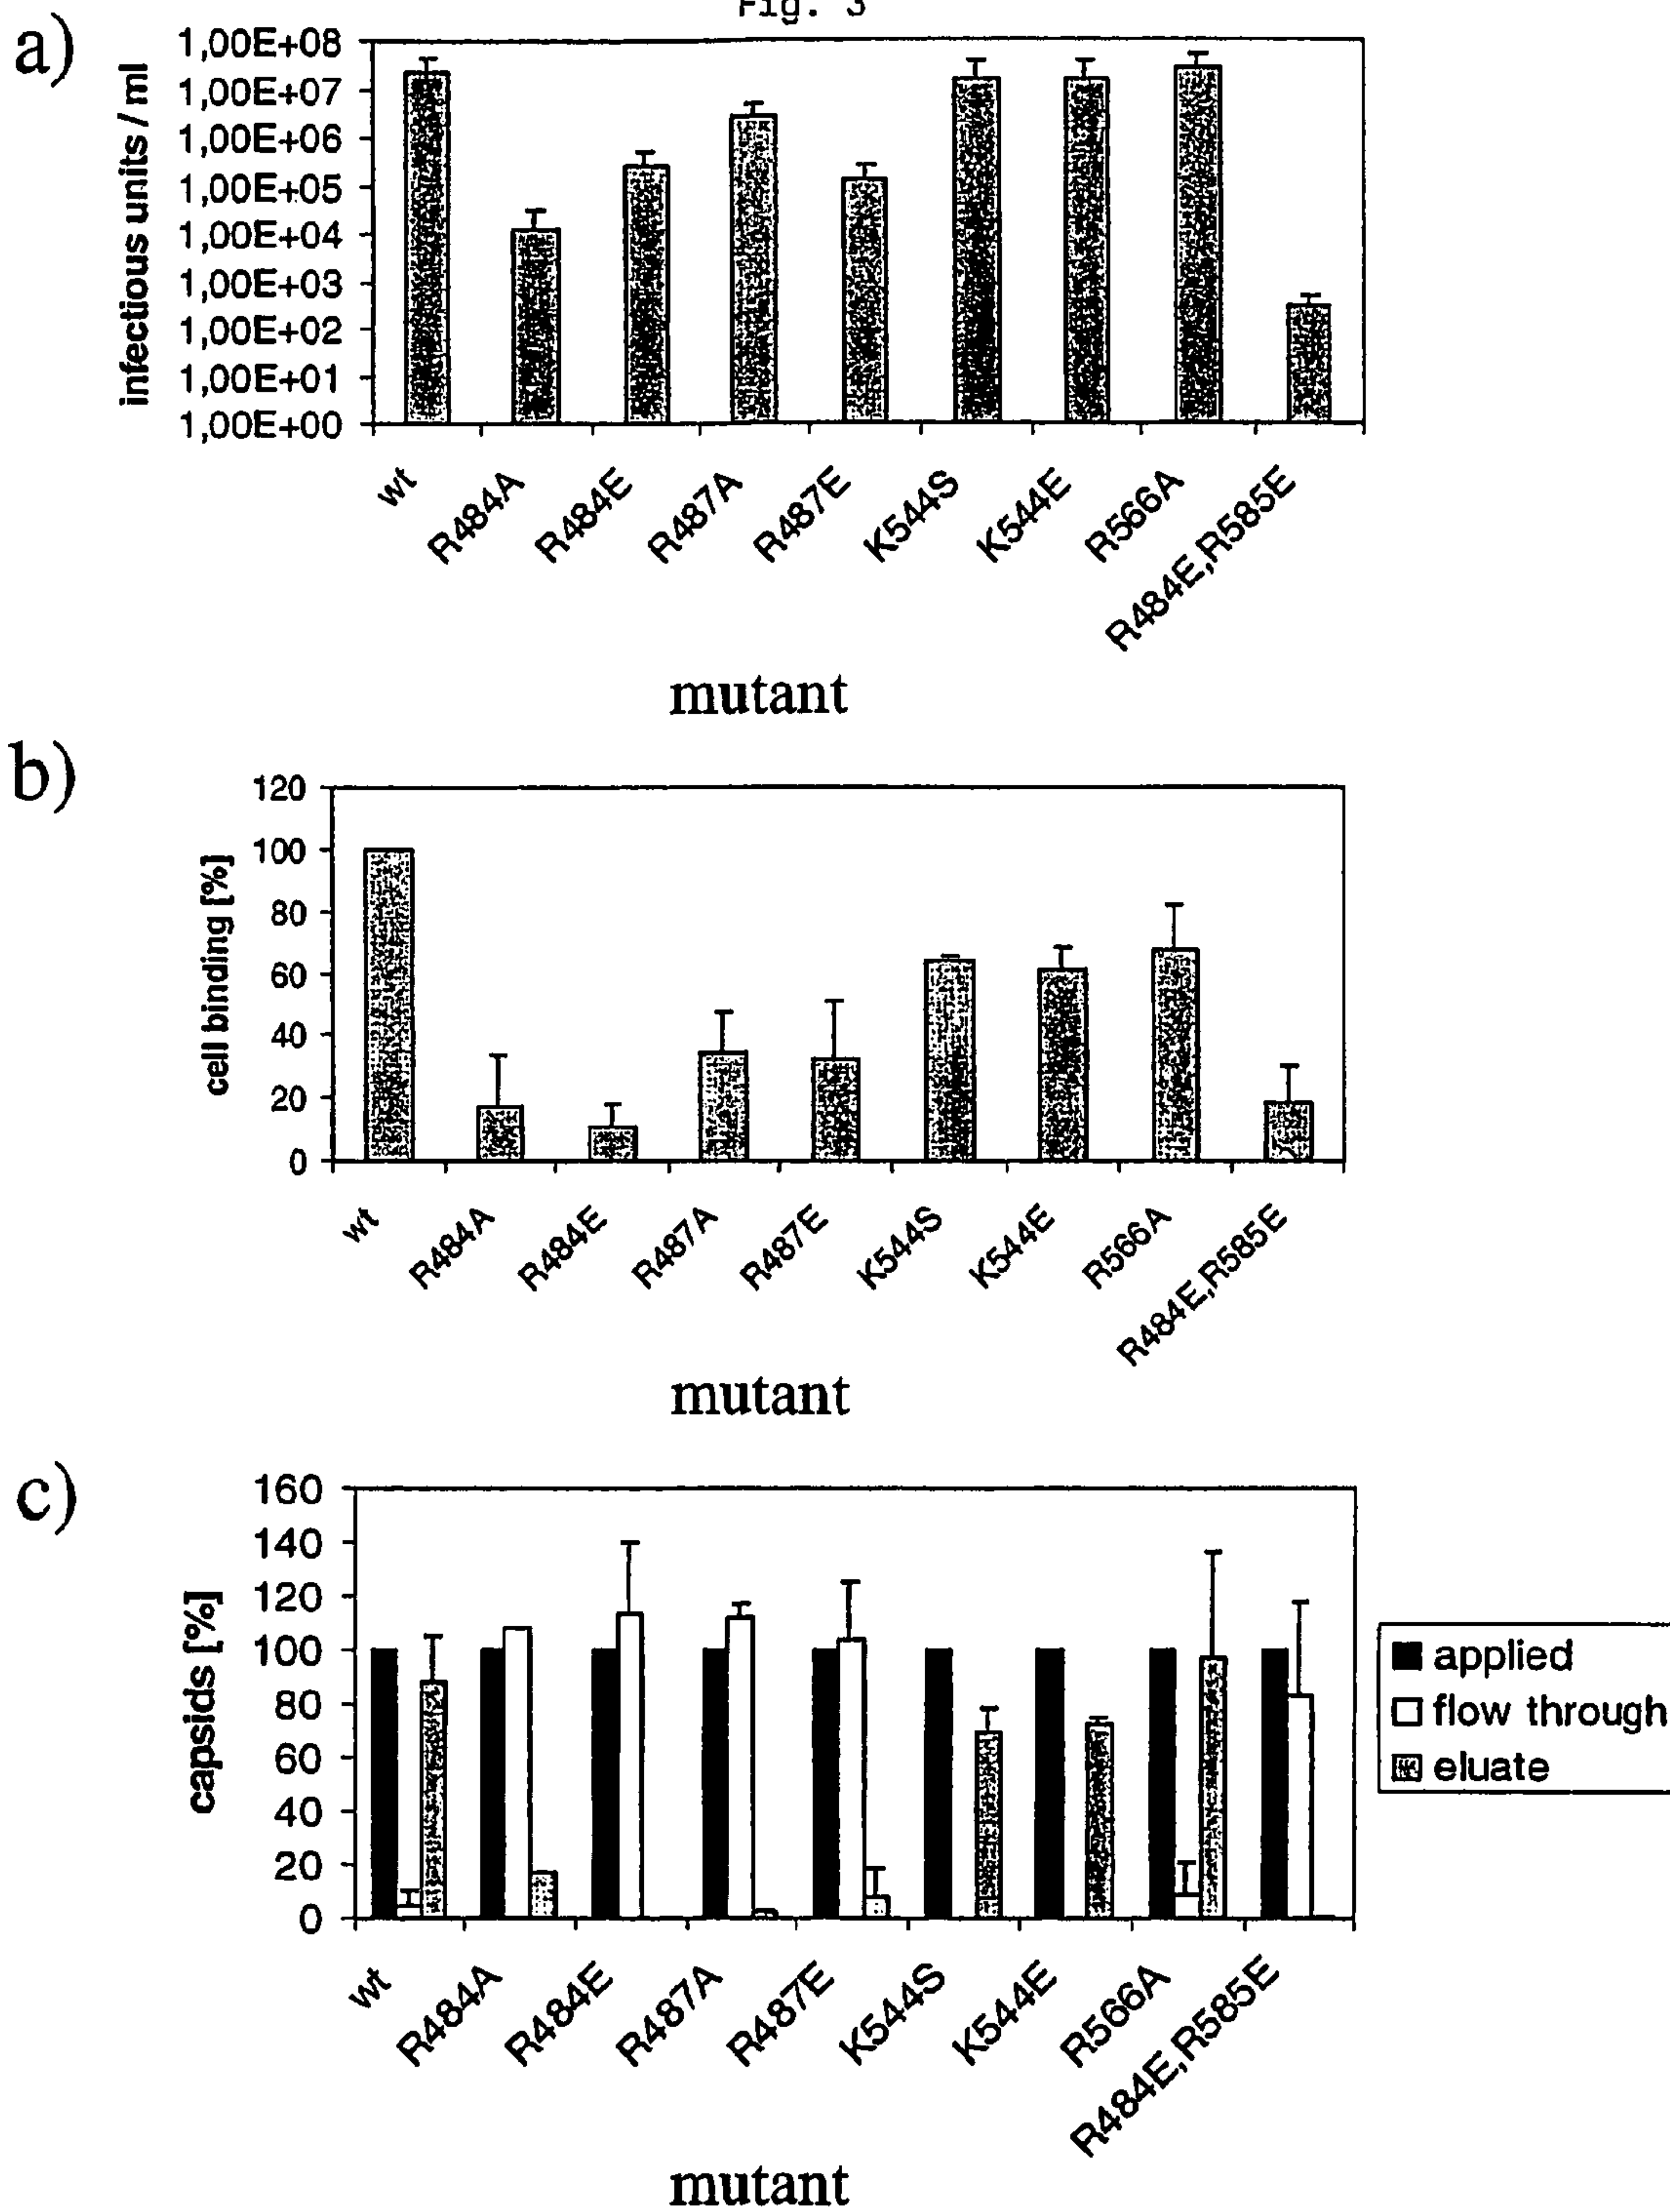 Fig. 3
a)
infectious units / ml
1,00E+08
1,00E+07
1,00E+06
1,00E+05
1,00E+04
1,00E+03
1,00E+02
1,00E+01
1,00E+00
wt
R484A
R484E
R487A
R487E
K544S
K544E
R566A
R484E,R585E
mutant
b)
cell binding [%]
120
100
80
60
40
20
0
wt
R484A
R484E
R487A
R487E
K544S
K544E
R566A
R484E,R585E
mutant
c)
capsids [%]
160
140
120
100
80
60
40
20
0
wt
R484A
R484E
R487A
R487E
K544S
K544E
R566A
R484E,R585E
applied
flow through
eluate
mutant